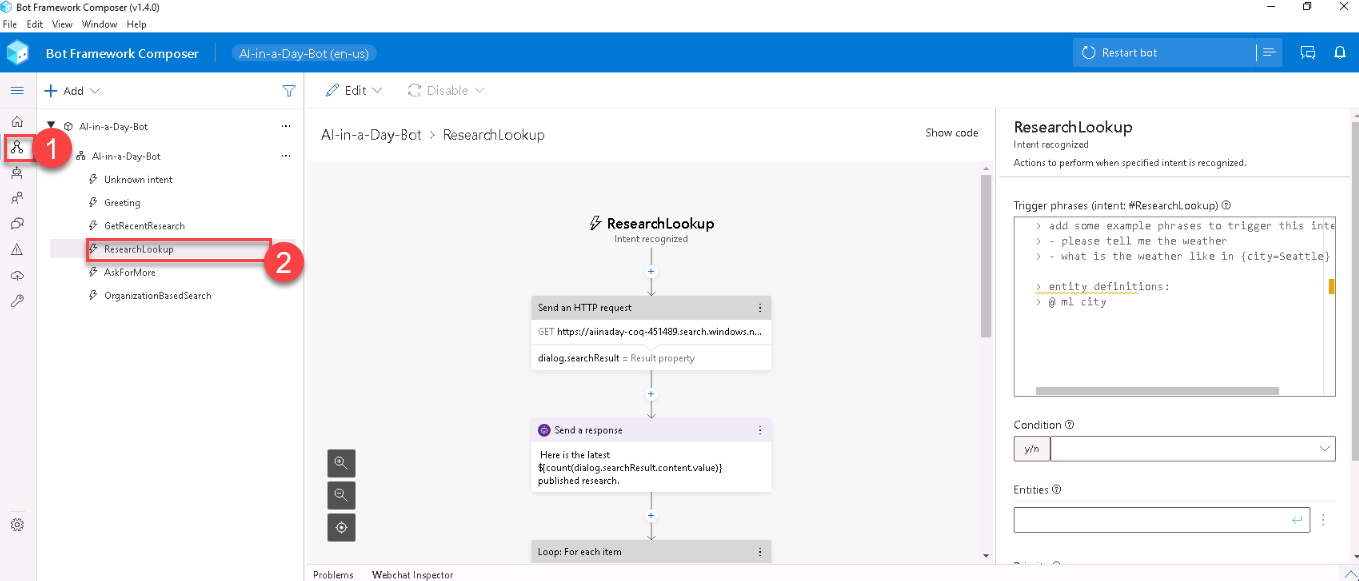 Bot Framework Composer (v1.4.0)
File Edit View Window Help
Bot Framework Composer
AI-in-a-Day-Bot (en-us)
Restart bot
Add
Edit
Disable
1
AI-in-a-Day-Bot
AI-in-a-Day-Bot
Unknown intent
Greeting
GetRecentResearch
ResearchLookup
2
AskForMore
OrganizationBasedSearch
AI-in-a-Day-Bot > ResearchLookup
Show code
ResearchLookup
Intent recognized
Send an HTTP request
GET https://aiinaday-coq-451489.search.windows.n...
dialog.searchResult = Result property
Send a response
Here is the latest
${count(dialog.searchResult.content.value)}
published research.
Loop: For each item
ResearchLookup
Intent recognized
Actions to perform when specified intent is recognized.
Trigger phrases (intent: #ResearchLookup)
> add some example phrases to trigger this inte
> - please tell me the weather
> - what is the weather like in {city=Seattle}
> entity definitions:
> @ ml city
Condition
y/n
Entities
Problems Webchat Inspector